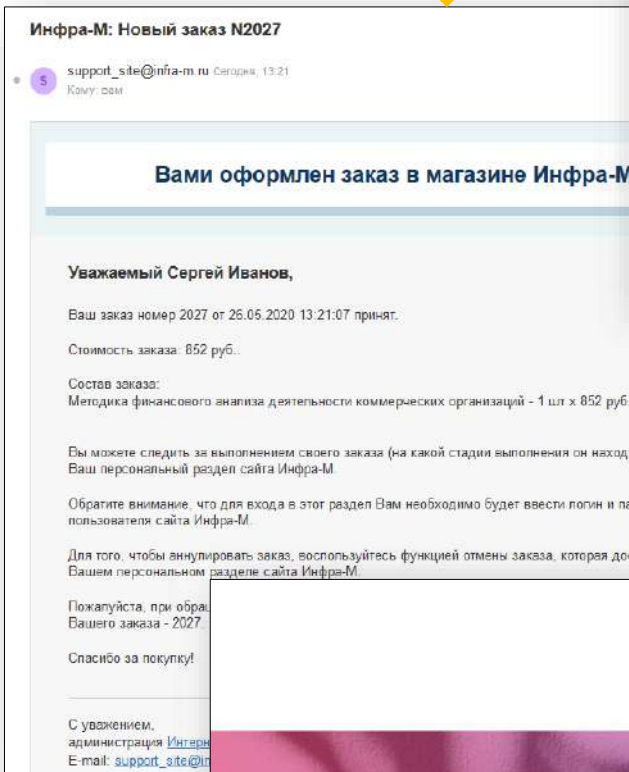 Инфра-М: Новый заказ N2027
S
support_site@infra-m.ru Сегодня, 13:21
Кому: вам
Вами оформлен заказ в магазине Инфра-М
Уважаемый Сергей Иванов,
Ваш заказ номер 2027 от 26.05.2020 13:21:07 принят.
Стоимость заказа: 852 руб..
Состав заказа:
Методика финансового анализа деятельности коммерческих организаций - 1 шт x 852 руб
Вы можете следить за выполнением своего заказа (на какой стадии выполнения он наход
Ваш персональный раздел сайта Инфра-М.
Обратите внимание, что для входа в этот раздел Вам необходимо будет ввести логин и па
пользователя сайта Инфра-М.
Для того, чтобы аннулировать заказ, воспользуйтесь функцией отмены заказа, которая дос
Вашем персональном разделе сайта Инфра-М.
Пожалуйста, при обращ
Вашего заказа - 2027.
Спасибо за покупку!
С уважением,
администрация Интерн
E-mail: support_site@in